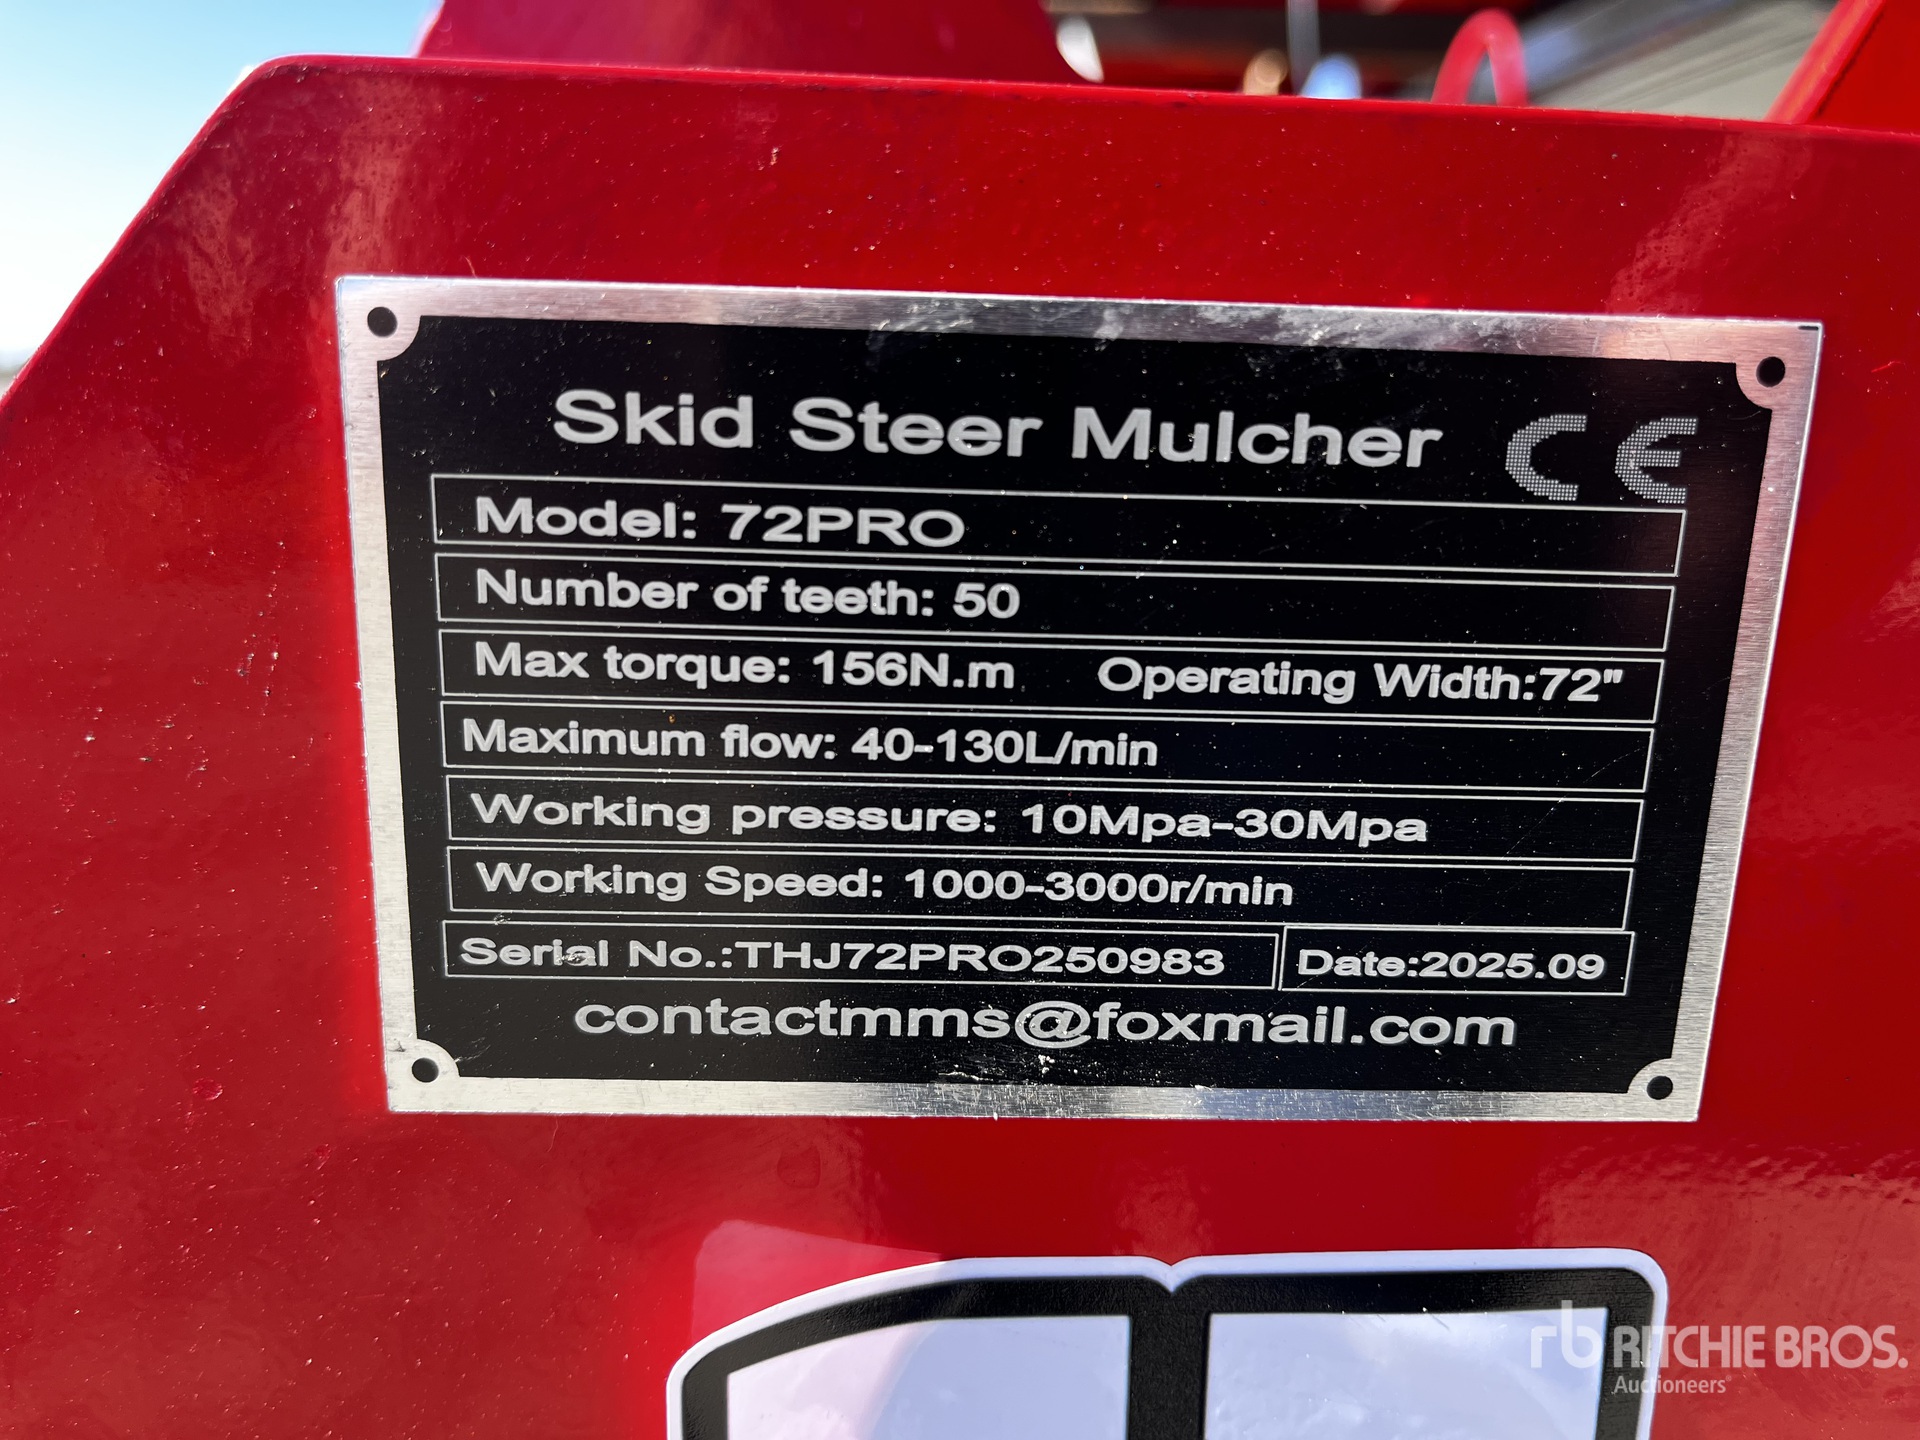 Skid Steer Mulcher CE
Model: 72PRO
Number of teeth: 50
Max torque: 156N.m Operating Width:72"
Maximum flow: 40-130L/min
Working pressure: 10Mpa-30Mpa
Working Speed: 1000-3000r/min
Serial No.:THJ72PRO250983 Date:2025.09
contactmms@foxmail.com
rb RITCHIE BROS.
Auctioneers